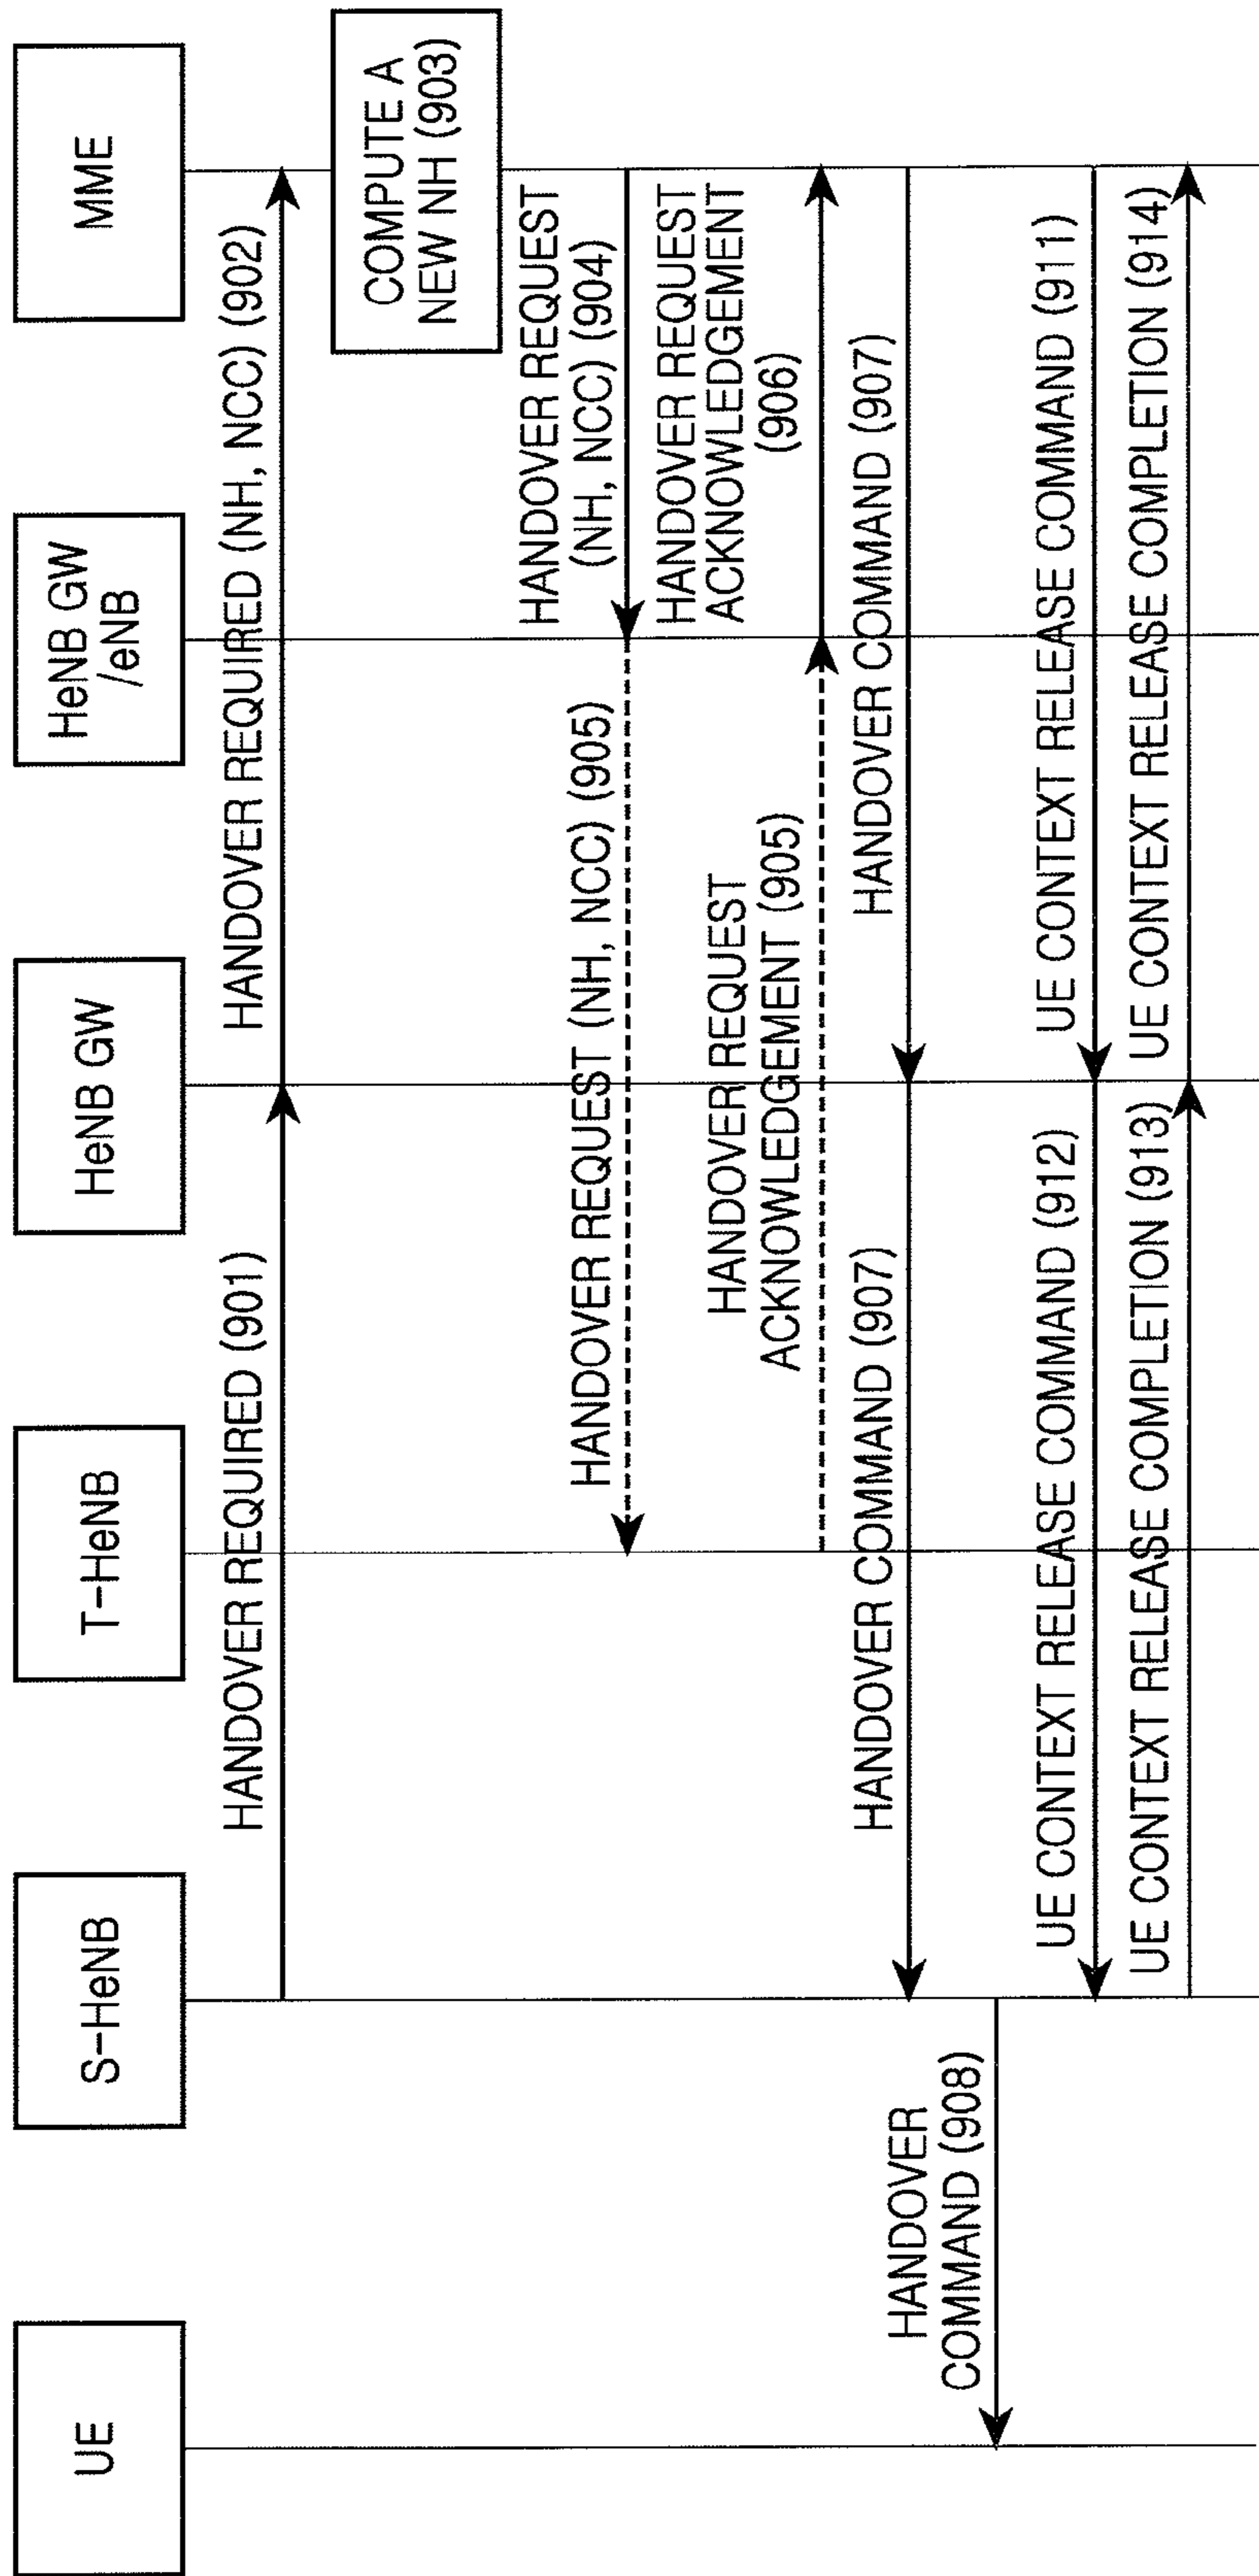 UE
S-HeNB
T-HeNB
HeNB GW
HeNB GW
/eNB
MME
HANDOVER REQUIRED (901)
HANDOVER REQUIRED (NH, NCC) (902)
COMPUTE A
NEW NH (903)
HANDOVER REQUEST
(NH, NCC) (904)
HANDOVER REQUEST (NH, NCC) (905)
HANDOVER REQUEST
ACKNOWLEDGEMENT (905)
HANDOVER REQUEST
ACKNOWLEDGEMENT
(906)
HANDOVER COMMAND (907)
HANDOVER COMMAND (907)
HANDOVER
COMMAND (908)
UE CONTEXT RELEASE COMMAND (912)
UE CONTEXT RELEASE COMMAND (911)
UE CONTEXT RELEASE COMPLETION (913)
UE CONTEXT RELEASE COMPLETION (914)